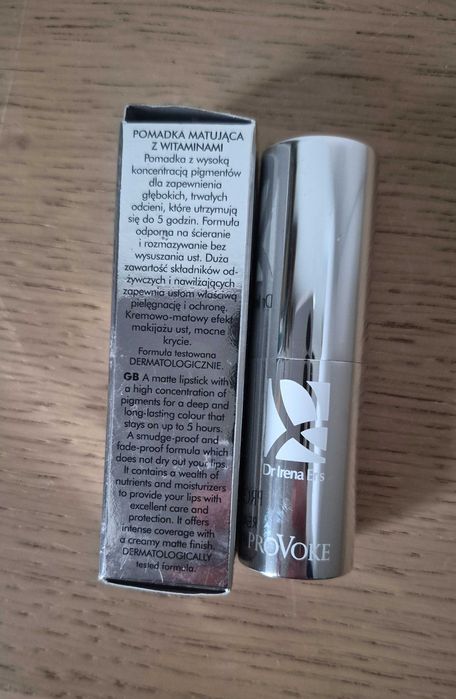 POMADKA MATUJĄCA
Z WITAMINAMI
Pomadka z wysoką
koncentracją pigmentów
dla zapewnienia
głębokich, trwałych
odcieni, które utrzymują
się do 5 godzin. Formuła
odporna na ścieranie
i rozmazywanie bez
wysuszania ust. Duża
zawartość składników od-
żywczych i nawilżających
zapewnia ustom właściwą
pielęgnację i ochronę.
Kremowo-matowy efekt
makijażu ust, mocne
krycie.
Formuła testowana
DERMATOLOGICZNIE.
GB A matte lipstick with
a high concentration of
pigments for a deep and
long-lasting colour that
stays on up to 5 hours.
A smudge-proof and
fade-proof formula which
does not dry out your lips.
It contains a wealth of
nutrients and moisturizers
to provide your lips with
excellent care and
protection. It offers
intense coverage with
a creamy matte finish.
DERMATOLOGICALLY
tested formula.
Dr Irena Eris
PROVOKE